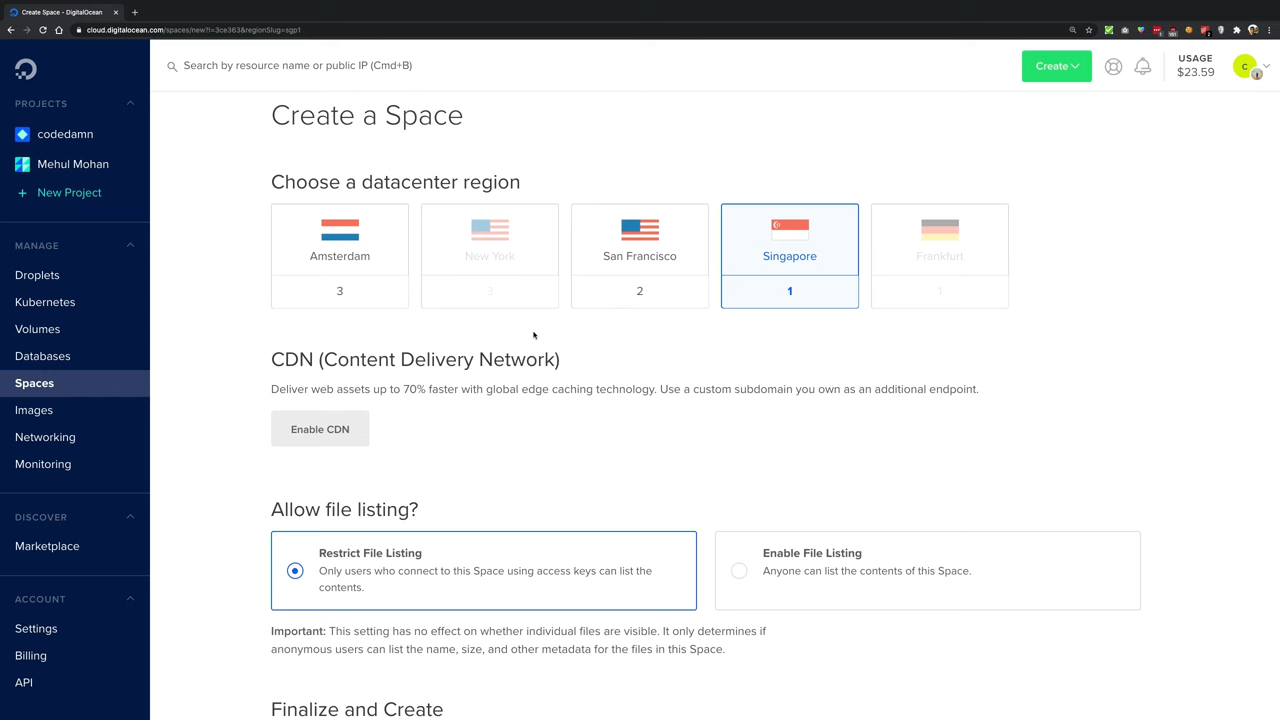 Create Space - DigitalOcean
cloud.digitalocean.com/spaces/new?i=3ce363&regionSlug=sgp1
Search by resource name or public IP (Cmd+B)
Create
USAGE
$23.59
C
PROJECTS
codedamn
Mehul Mohan
+ New Project
MANAGE
Droplets
Kubernetes
Volumes
Databases
Spaces
Images
Networking
Monitoring
DISCOVER
Marketplace
ACCOUNT
Settings
Billing
API
Create a Space
Choose a datacenter region
Amsterdam
3
New York
3
San Francisco
2
Singapore
1
Frankfurt
1
CDN (Content Delivery Network)
Deliver web assets up to 70% faster with global edge caching technology. Use a custom subdomain you own as an additional endpoint.
Enable CDN
Allow file listing?
Restrict File Listing
Only users who connect to this Space using access keys can list the
contents.
Enable File Listing
Anyone can list the contents of this Space.
Important: This setting has no effect on whether individual files are visible. It only determines if
anonymous users can list the name, size, and other metadata for the files in this Space.
Finalize and Create